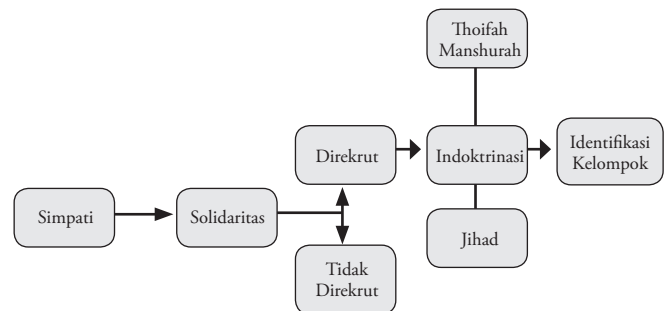 Thoifah
Manshurah
Direkrut
Indoktrinasi
Identifikasi
Kelompok
Simpati
Solidaritas
Jihad
Tidak
Direkrut